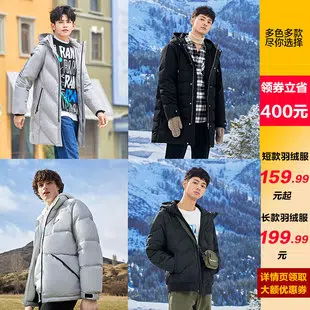 多色多款
尽你选择
领券立省
400元
短款羽绒服
159.99
元起
长款羽绒服
199.99
元
详情页领取
大额优惠券